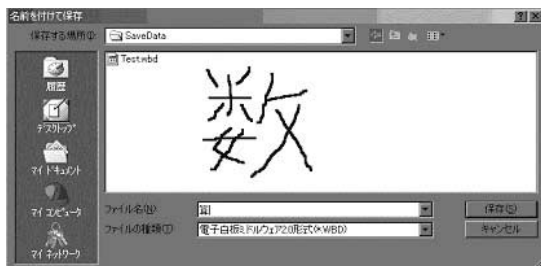 名前を付けて保存
保存する場所(I): SaveData
Test.wbd
履歴
デスクトップ
マイ ドキュメント
マイ コンピュータ
マイ ネットワーク
数
ファイル名(N): 算
ファイルの種類(T): 電子白板ミドルウェア2.0形式(*.WBD)
保存(S)
キャンセル